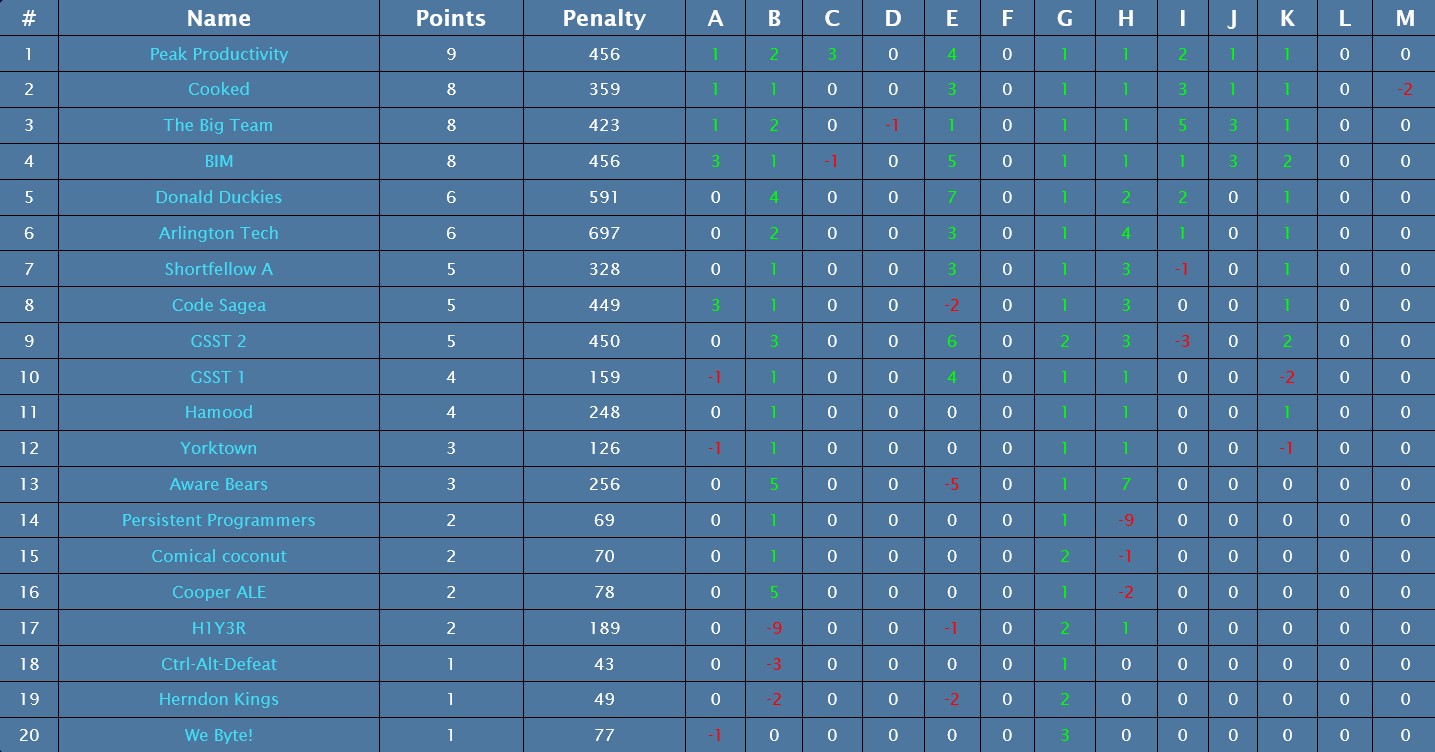 # Name Points Penalty A B C D E F G H I J K L M
1 Peak Productivity 9 456 1 2 3 0 4 0 1 1 2 1 1 0 0
2 Cooked 8 359 1 1 0 0 3 0 1 1 3 1 1 0 -2
3 The Big Team 8 423 1 2 0 -1 1 0 1 1 5 3 1 0 0
4 BIM 8 456 3 1 -1 0 5 0 1 1 1 3 2 0 0
5 Donald Duckies 6 591 0 4 0 0 7 0 1 2 2 0 1 0 0
6 Arlington Tech 6 697 0 2 0 0 3 0 1 4 1 0 1 0 0
7 Shortfellow A 5 328 0 1 0 0 3 0 1 3 -1 0 1 0 0
8 Code Sagea 5 449 3 1 0 0 -2 0 1 3 0 0 1 0 0
9 GSST 2 5 450 0 3 0 0 6 0 2 3 -3 0 2 0 0
10 GSST 1 4 159 -1 1 0 0 4 0 1 1 0 0 -2 0 0
11 Hamood 4 248 0 1 0 0 0 0 1 1 0 0 1 0 0
12 Yorktown 3 126 -1 1 0 0 0 0 1 1 0 0 -1 0 0
13 Aware Bears 3 256 0 5 0 0 -5 0 1 7 0 0 0 0 0
14 Persistent Programmers 2 69 0 1 0 0 0 0 1 -9 0 0 0 0 0
15 Comical coconut 2 70 0 1 0 0 0 0 2 -1 0 0 0 0 0
16 Cooper ALE 2 78 0 5 0 0 0 0 1 -2 0 0 0 0 0
17 H1Y3R 2 189 0 -9 0 0 -1 0 2 1 0 0 0 0 0
18 Ctrl-Alt-Defeat 1 43 0 -3 0 0 0 0 1 0 0 0 0 0 0
19 Herndon Kings 1 49 0 -2 0 0 -2 0 2 0 0 0 0 0 0
20 We Byte! 1 77 -1 0 0 0 0 0 3 0 0 0 0 0 0